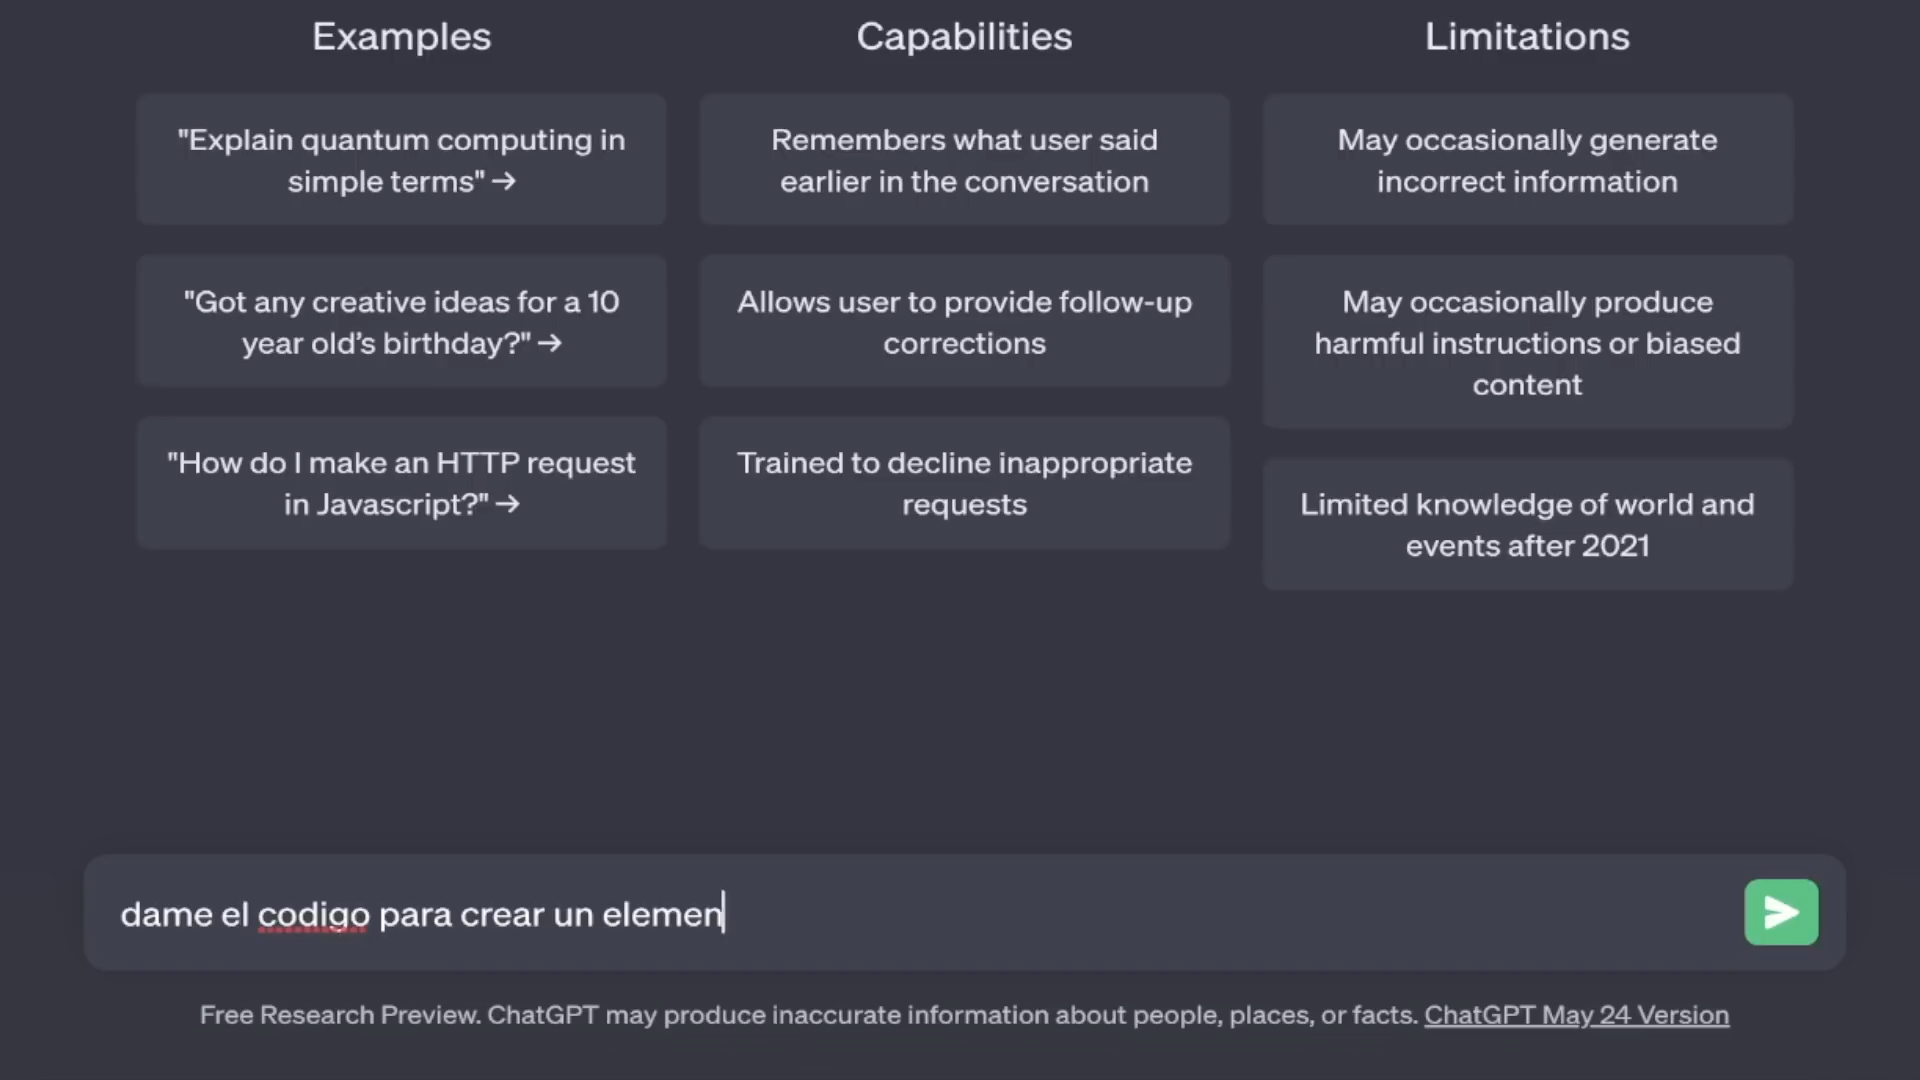 Examples
Capabilities
Limitations
"Explain quantum computing in
simple terms" →
Remembers what user said
earlier in the conversation
May occasionally generate
incorrect information
"Got any creative ideas for a 10
year old’s birthday?" →
Allows user to provide follow-up
corrections
May occasionally produce
harmful instructions or biased
content
"How do I make an HTTP request
in Javascript?" →
Trained to decline inappropriate
requests
Limited knowledge of world and
events after 2021
dame el codigo para crear un elemen
Free Research Preview. ChatGPT may produce inaccurate information about people, places, or facts. ChatGPT May 24 Version